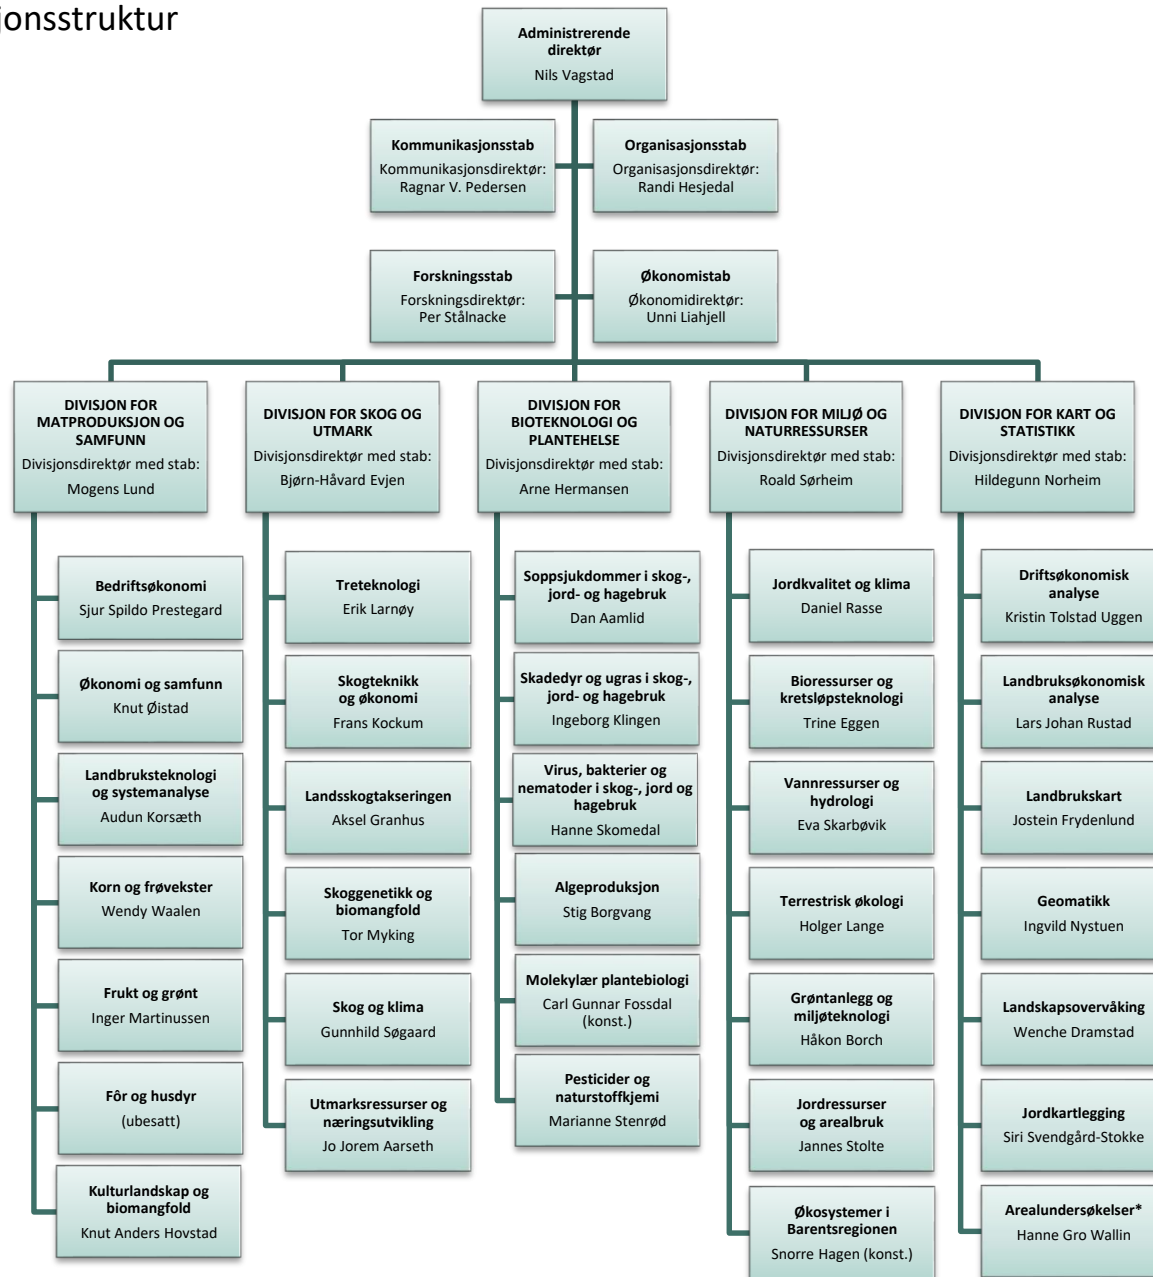 jonsstruktur
Administrerende
direktør
Nils Vagstad
Kommunikasjonsstab
Kommunikasjonsdirektør:
Ragnar V. Pedersen
Organisasjonsstab
Organisasjonsdirektør:
Randi Hesjedal
Forskningsstab
Forskningsdirektør:
Per Stålnacke
Økonomistab
Økonomidirektør:
Unni Liahjell
DIVISJON FOR
MATPRODUKSJON OG
SAMFUNN
Divisjonsdirektør med stab:
Mogens Lund
Bedriftsøkonomi
Sjur Spildo Prestegard
Økonomi og samfunn
Knut Øistad
Landbruksteknologi
og systemanalyse
Audun Korsæth
Korn og frøvekster
Wendy Waalen
Frukt og grønt
Inger Martinussen
Fôr og husdyr
(ubesatt)
Kulturlandskap og
biomangfold
Knut Anders Hovstad
DIVISJON FOR SKOG OG
UTMARK
Divisjonsdirektør med stab:
Bjørn-Håvard Evjen
Treteknologi
Erik Larnøy
Skogteknikk
og økonomi
Frans Kockum
Landsskogtakseringen
Aksel Granhus
Skoggenetikk og
biomangfold
Tor Myking
Skog og klima
Gunnhild Søgaard
Utmarksressurser og
næringsutvikling
Jo Jorem Aarseth
DIVISJON FOR
BIOTEKNOLOGI OG
PLANTEHELSE
Divisjonsdirektør med stab:
Arne Hermansen
Soppsjukdommer i skog-,
jord- og hagebruk
Dan Aamlid
Skadedyr og ugras i skog-,
jord- og hagebruk
Ingeborg Klingen
Virus, bakterier og
nematoder i skog-, jord og
hagebruk
Hanne Skomedal
Algeproduksjon
Stig Borgvang
Molekylær plantebiologi
Carl Gunnar Fossdal
(konst.)
Pesticider og
naturstoffkjemi
Marianne Stenrød
DIVISJON FOR MILJØ OG
NATURRESSURSER
Divisjonsdirektør med stab:
Roald Sørheim
Jordkvalitet og klima
Daniel Rasse
Bioressurser og
kretsløpsteknologi
Trine Eggen
Vannressurser og
hydrologi
Eva Skarbøvik
Terrestrisk økologi
Holger Lange
Grøntanlegg og
miljøteknologi
Håkon Borch
Jordressurser
og arealbruk
Jannes Stolte
Økosystemer i
Barentsregionen
Snorre Hagen (konst.)
DIVISJON FOR KART OG
STATISTIKK
Divisjonsdirektør med stab:
Hildegunn Norheim
Driftsøkonomisk
analyse
Kristin Tolstad Uggen
Landbruksøkonomisk
analyse
Lars Johan Rustad
Landbrukskart
Jostein Frydenlund
Geomatikk
Ingvild Nystuen
Landskapsovervåking
Wenche Dramstad
Jordkartlegging
Siri Svendgård-Stokke
Arealundersøkelser*
Hanne Gro Wallin